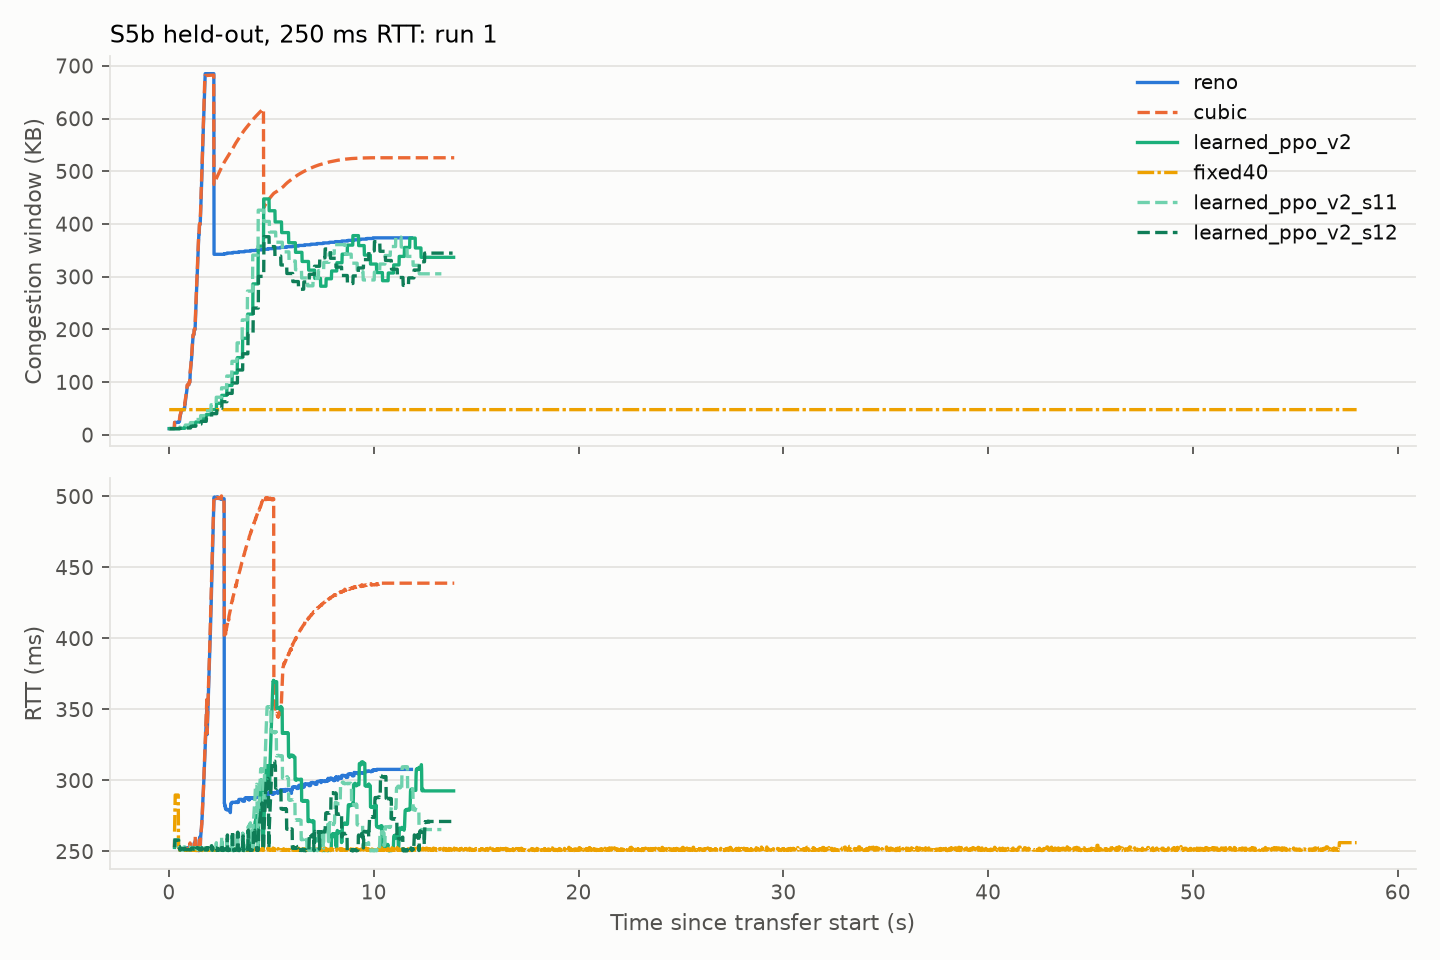 S5b held-out, 250 ms RTT: run 1
700
600
500
400
300
200
100
0
Congestion window (KB)
reno
cubic
learned_ppo_v2
fixed40
learned_ppo_v2_s11
learned_ppo_v2_s12
500
450
400
350
300
250
RTT (ms)
0 10 20 30 40 50 60
Time since transfer start (s)